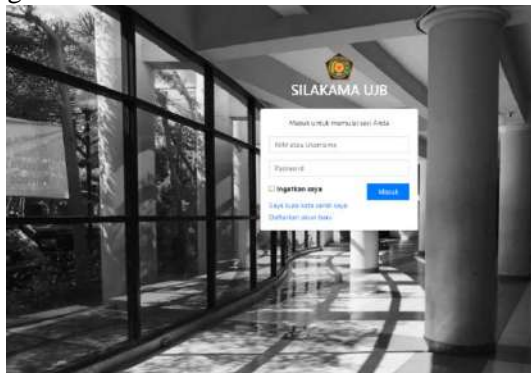 SILAKAMA UJB
Masuk untuk memulai sesi Anda
NIM atau Username
Password
Ingatkan saya
Masuk
Saya lupa kata sandi saya
Daftarkan akun baru